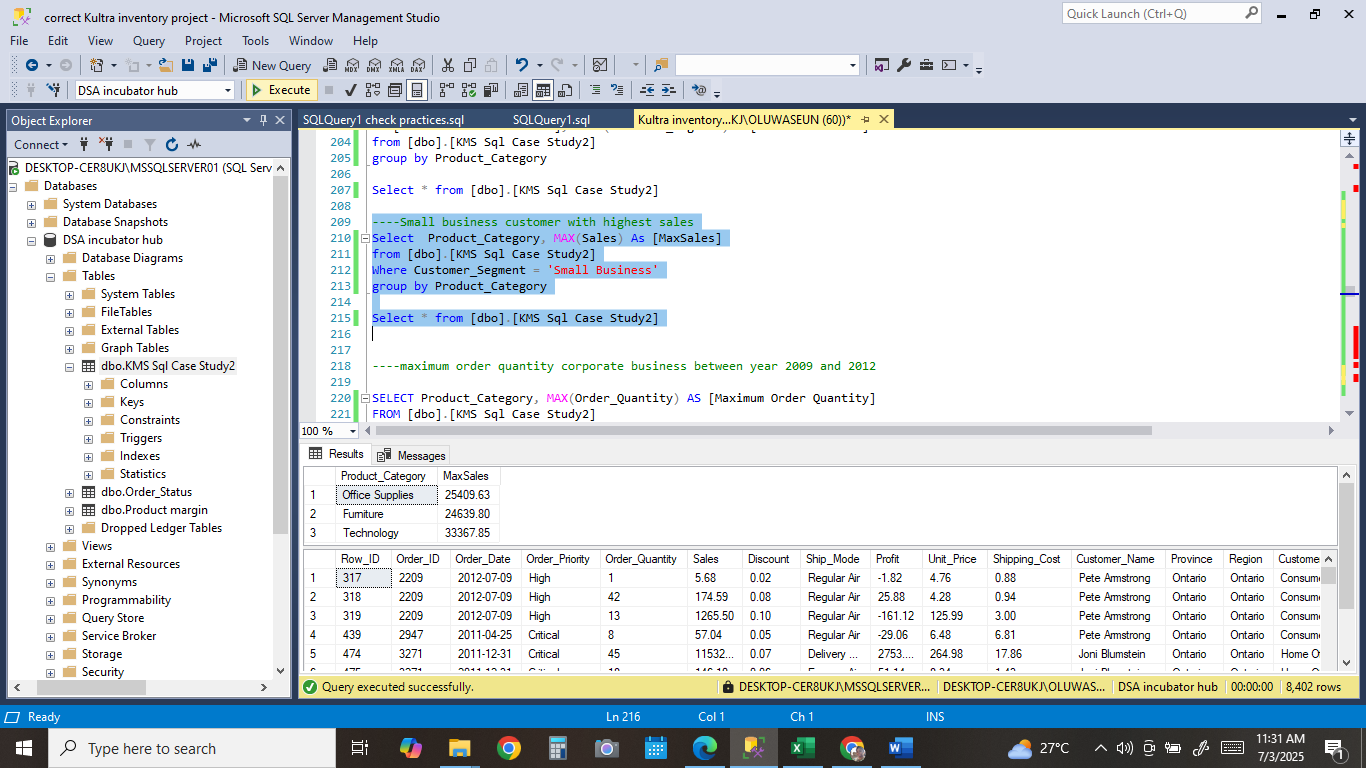 correct Kultra inventory project - Microsoft SQL Server Management Studio
Quick Launch (Ctrl+Q)
File Edit View Query Project Tools Window Help
New Query
MDX DMX XMLA DAX
DSA incubator hub
Execute
Object Explorer
SQLQuery1 check practices.sql
SQLQuery1.sql
Kultra inventory...KJ\OLUWASEUN (60))*
Connect
DESKTOP-CER8UKJ\MSSQLSERVER01 (SQL Serv
Databases
System Databases
Database Snapshots
DSA incubator hub
Database Diagrams
Tables
System Tables
FileTables
External Tables
Graph Tables
dbo.KMS Sql Case Study2
Columns
Keys
Constraints
Triggers
Indexes
Statistics
dbo.Order_Status
dbo.Product margin
Dropped Ledger Tables
Views
External Resources
Synonyms
Programmability
Query Store
Service Broker
Storage
Security
204 from [dbo].[KMS Sql Case Study2]
205 group by Product_Category
206
207 Select * from [dbo].[KMS Sql Case Study2]
208
209 ----Small business customer with highest sales
210 Select  Product_Category, MAX(Sales) As [MaxSales]
211 from [dbo].[KMS Sql Case Study2]
212 Where Customer_Segment = 'Small Business'
213 group by Product_Category
214
215 Select * from [dbo].[KMS Sql Case Study2]
216
217
218 ----maximum order quantity corporate business between year 2009 and 2012
219
220 SELECT Product_Category, MAX(Order_Quantity) AS [Maximum Order Quantity]
221 FROM [dbo].[KMS Sql Case Study2]
100 %
Results Messages
Product_Category MaxSales
1 Office Supplies 25409.63
2 Furniture 24639.80
3 Technology 33367.85
Row_ID Order_ID Order_Date Order_Priority Order_Quantity Sales Discount Ship_Mode Profit Unit_Price Shipping_Cost Customer_Name Province Region Custome
1 317 2209 2012-07-09 High 1 5.68 0.02 Regular Air -1.82 4.76 0.88 Pete Armstrong Ontario Ontario Consum
2 318 2209 2012-07-09 High 42 174.59 0.08 Regular Air 25.88 4.28 0.94 Pete Armstrong Ontario Ontario Consum
3 319 2209 2012-07-09 High 13 1265.50 0.10 Regular Air -161.12 125.99 3.00 Pete Armstrong Ontario Ontario Consum
4 439 2947 2011-04-25 Critical 8 57.04 0.05 Regular Air -29.06 6.48 6.81 Pete Armstrong Ontario Ontario Consum
5 474 3271 2011-12-31 Critical 45 11532... 0.07 Delivery ... 2753.... 264.98 17.86 Joni Blumstein Ontario Ontario Home O
Query executed successfully.
DESKTOP-CER8UKJ\MSSQLSERVER... DESKTOP-CER8UKJ\OLUWAS... DSA incubator hub 00:00:00 8,402 rows
Ready Ln 216 Col 1 Ch 1 INS
Type here to search
27°C
11:31 AM
7/3/2025
1